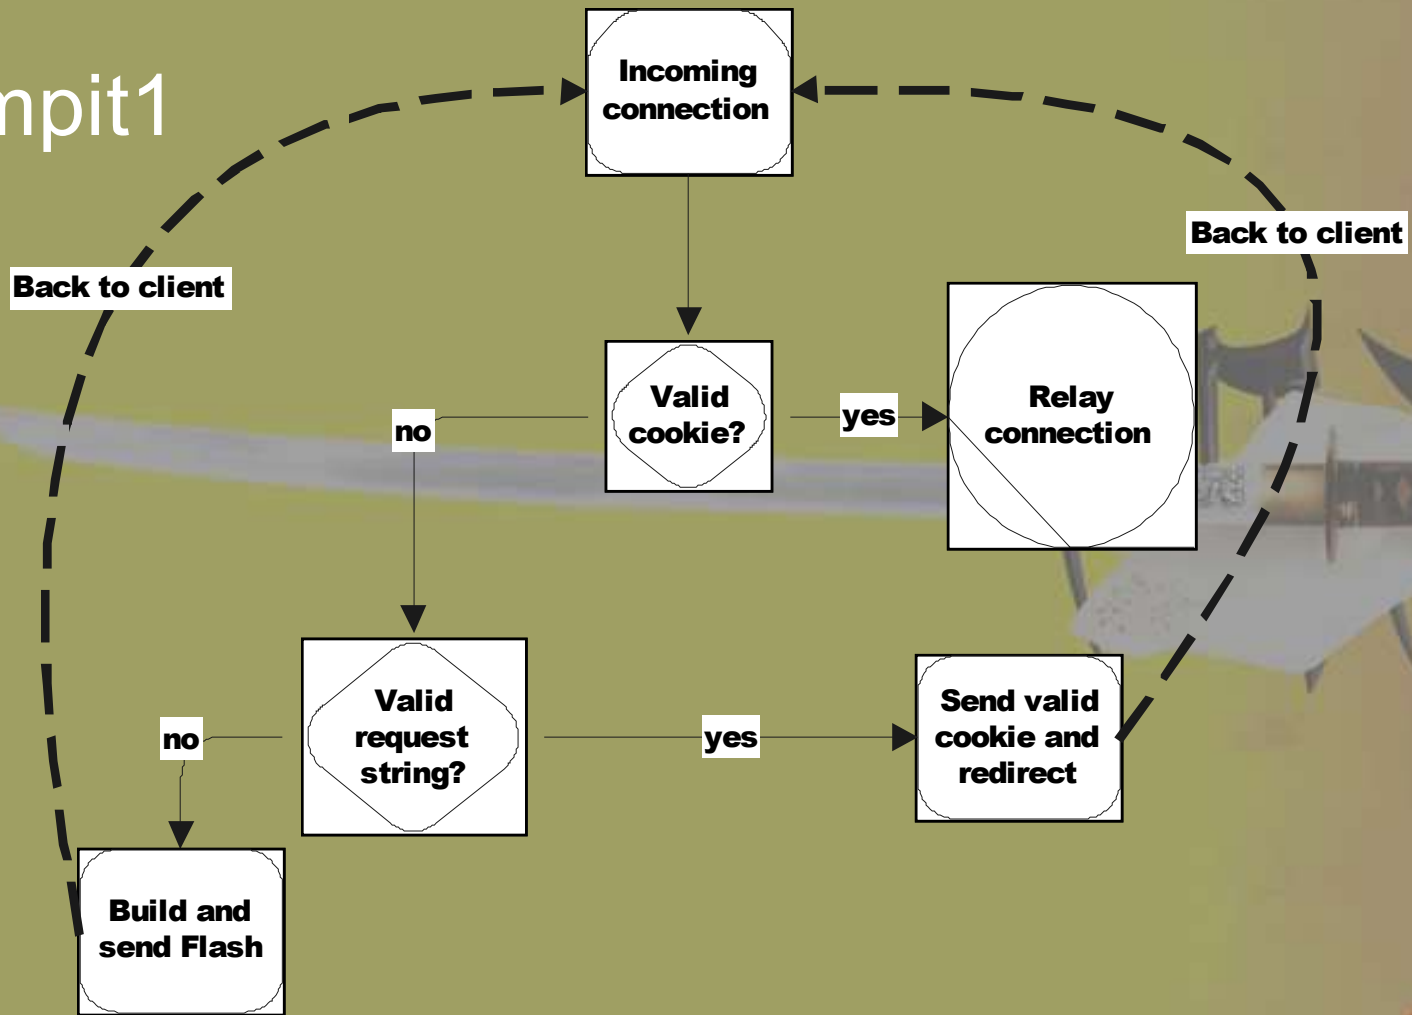 mpit1
Incoming
connection
Back to client
Back to client
Valid
cookie?
yes
Relay
connection
no
Valid
request
string?
yes
Send valid
cookie and
redirect
no
Build and
send Flash